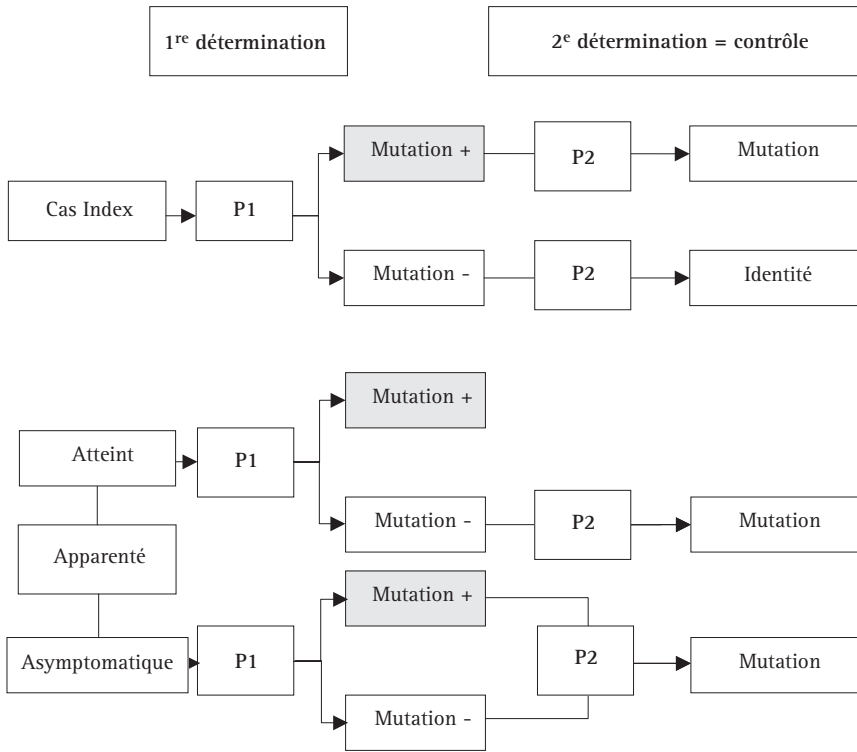 1re détermination
2e détermination = contrôle
Mutation +
P2
Mutation
Cas Index
P1
Mutation -
P2
Identité
Mutation +
Atteint
P1
Mutation -
P2
Mutation
Apparenté
Mutation +
Asymptomatique
P1
P2
Mutation
Mutation -